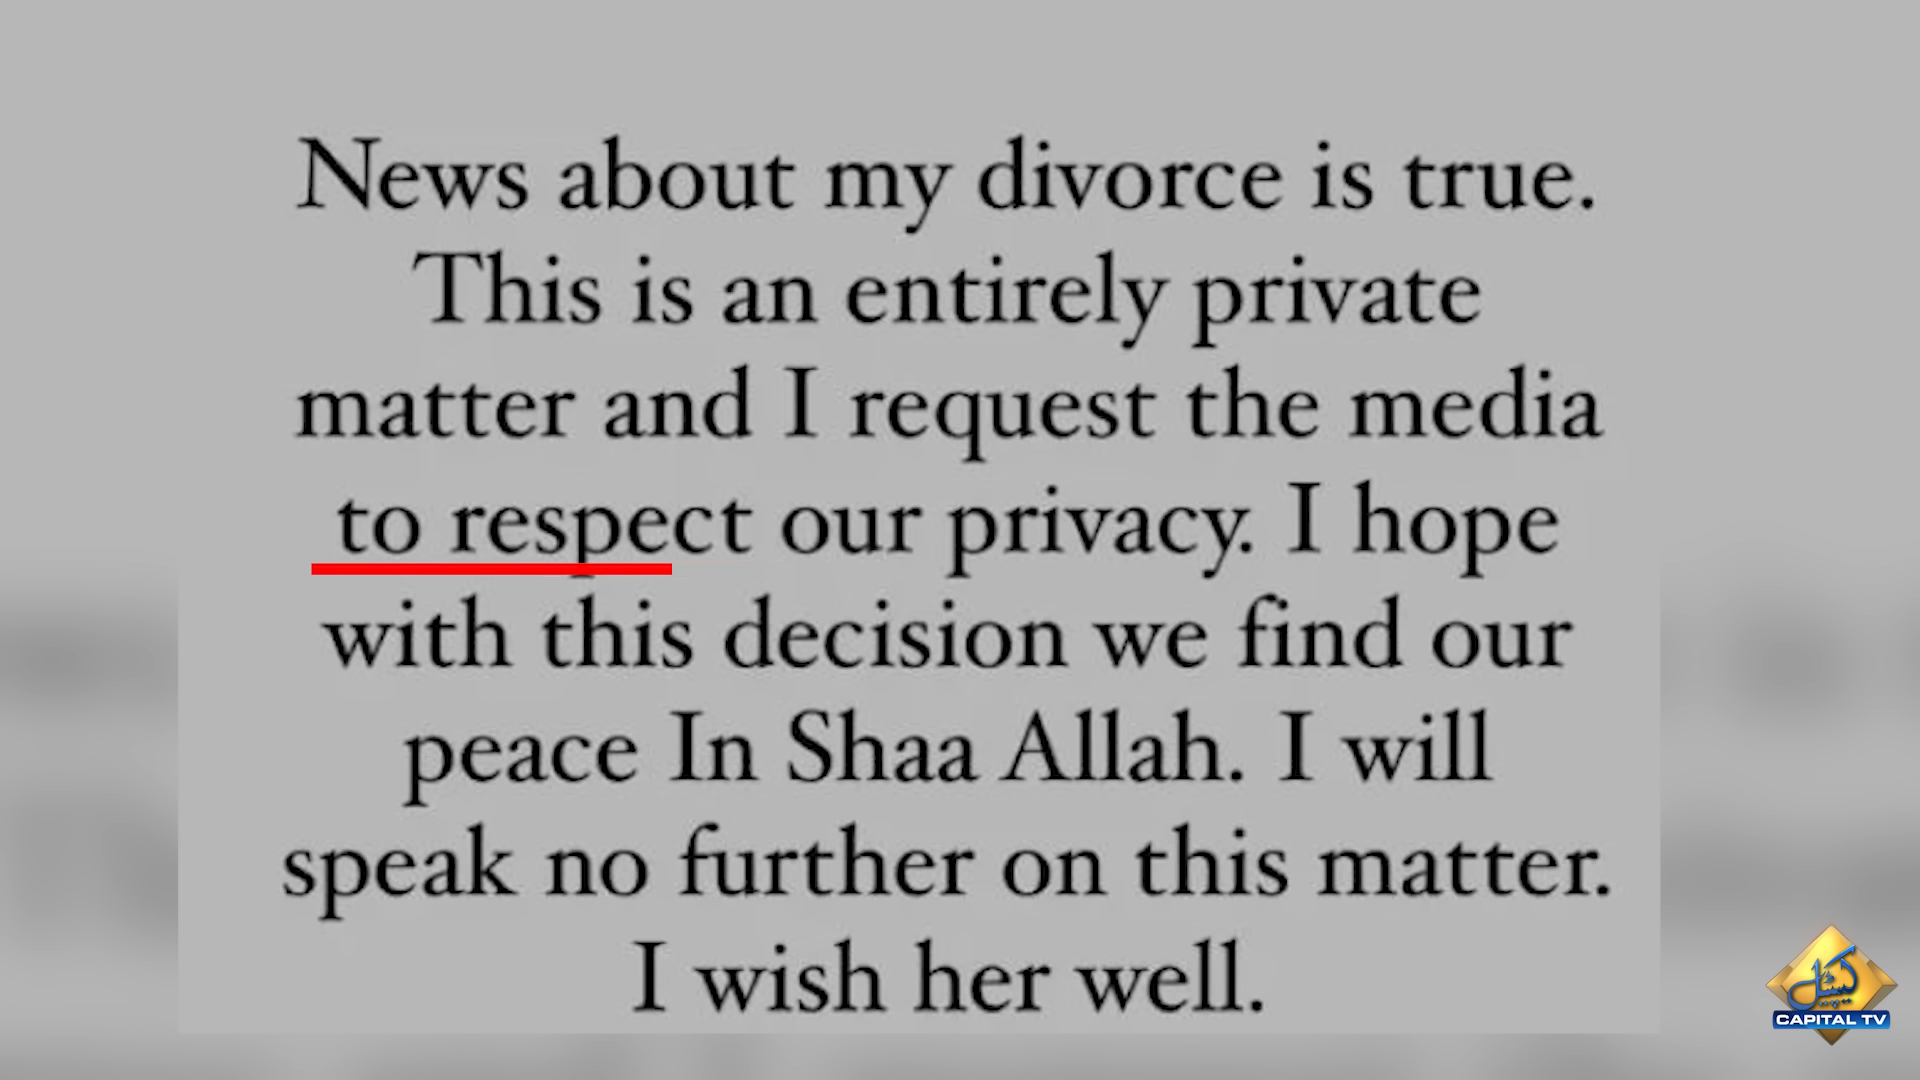 News about my divorce is true.
This is an entirely private
matter and I request the media
to respect our privacy. I hope
with this decision we find our
peace In Shaa Allah. I will
speak no further on this matter.
I wish her well.
کیپیٹل
CAPITAL TV